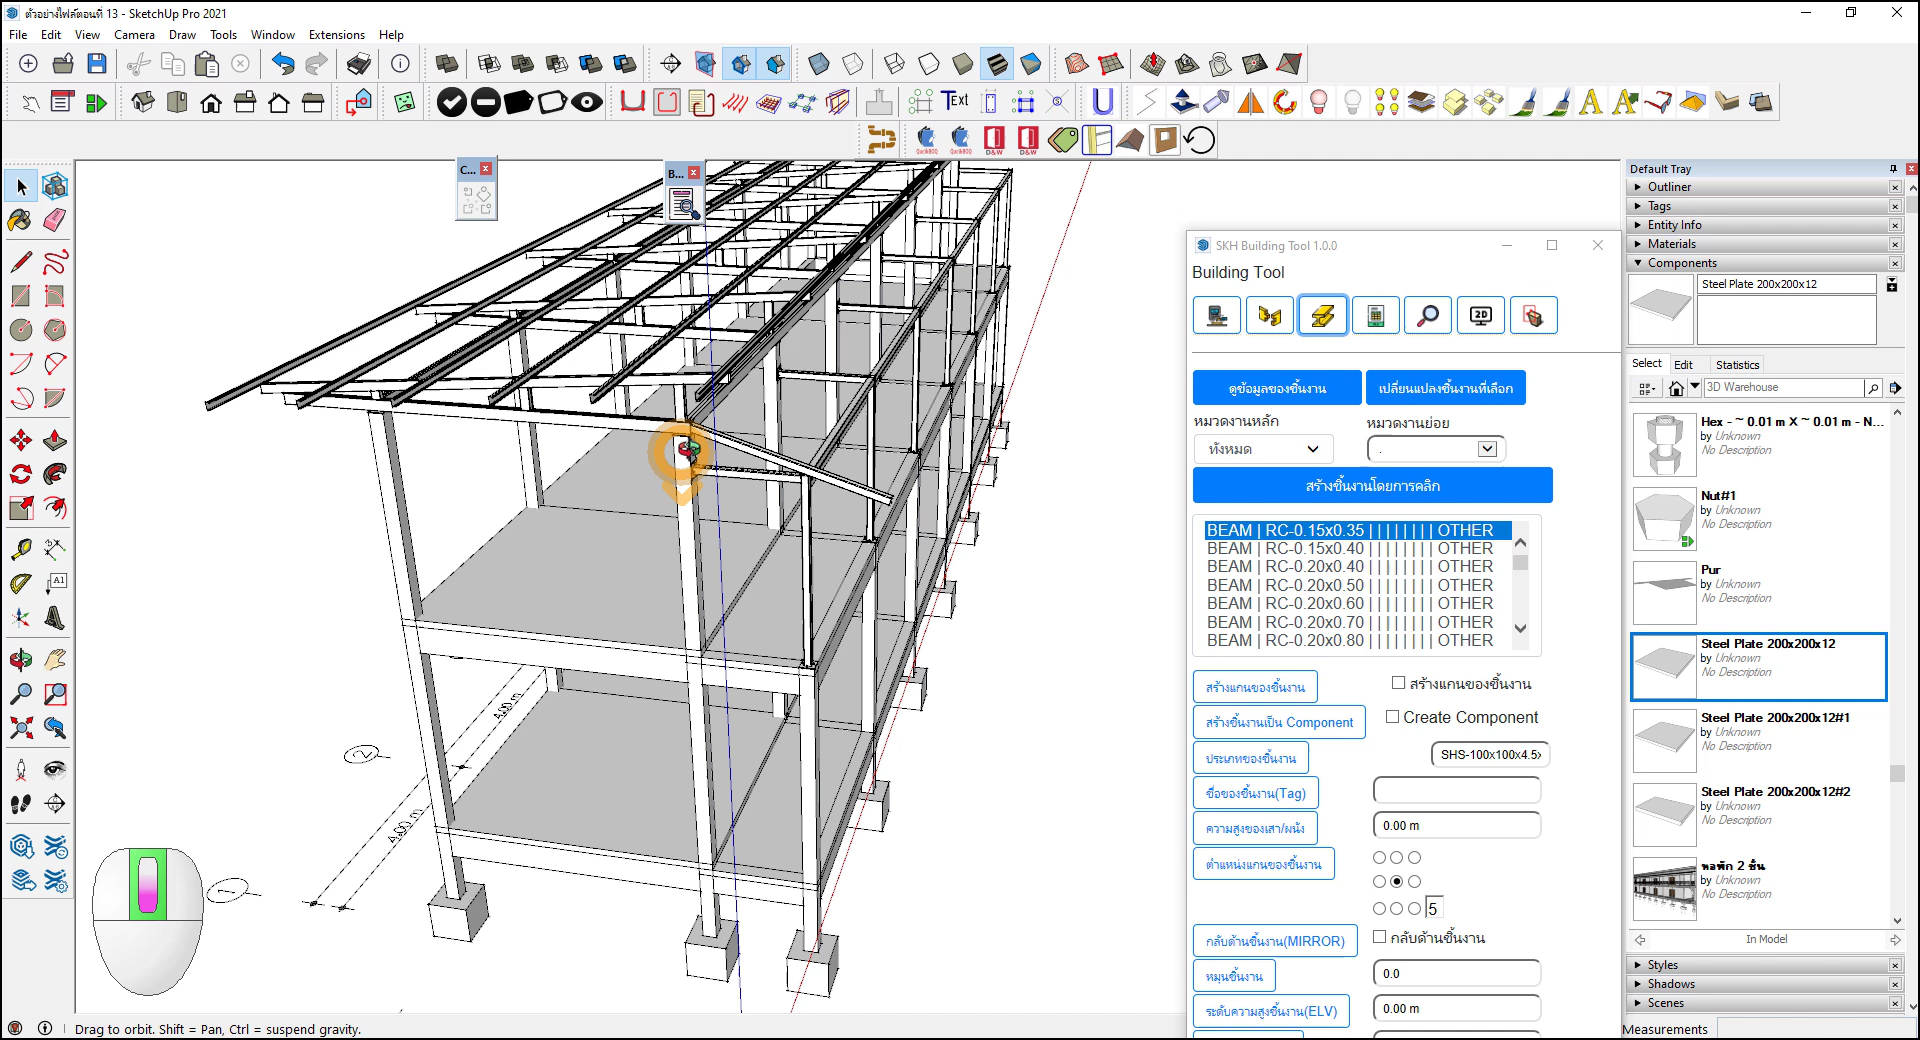 ตัวอย่างไฟล์ตอนที่ 13 - SketchUp Pro 2021
File Edit View Camera Draw Tools Window Extensions Help
Text
QuickBOQ QuickBOQ D&W D&W
C...
B...
Default Tray
Outliner
Tags
Entity Info
Materials
Components
Steel Plate 200x200x12
Select Edit Statistics
3D Warehouse
Hex - ~ 0.01 m X ~ 0.01 m - N...
by Unknown
No Description
Nut#1
by Unknown
No Description
Pur
by Unknown
No Description
Steel Plate 200x200x12
by Unknown
No Description
Steel Plate 200x200x12#1
by Unknown
No Description
Steel Plate 200x200x12#2
by Unknown
No Description
หอพัก 2 ชั้น
by Unknown
No Description
In Model
Styles
Shadows
Scenes
Measurements
SKH Building Tool 1.0.0
Building Tool
2D
ดูข้อมูลของชิ้นงาน เปลี่ยนแปลงชิ้นงานที่เลือก
หมวดงานหลัก หมวดงานย่อย
ทั้งหมด .
สร้างชิ้นงานโดยการคลิก
BEAM | RC-0.15x0.35 | | | | | | | | OTHER
BEAM | RC-0.15x0.40 | | | | | | | | OTHER
BEAM | RC-0.20x0.40 | | | | | | | | OTHER
BEAM | RC-0.20x0.50 | | | | | | | | OTHER
BEAM | RC-0.20x0.60 | | | | | | | | OTHER
BEAM | RC-0.20x0.70 | | | | | | | | OTHER
BEAM | RC-0.20x0.80 | | | | | | | | OTHER
สร้างแกนของชิ้นงาน สร้างแกนของชิ้นงาน
สร้างชิ้นงานเป็น Component Create Component
ประเภทของชิ้นงาน SHS-100x100x4.5x
ชื่อของชิ้นงาน(Tag)
ความสูงของเสา/ผนัง 0.00 m
ตำแหน่งแกนของชิ้นงาน
5
กลับด้านชิ้นงาน(MIRROR) กลับด้านชิ้นงาน
หมุนชิ้นงาน 0.0
ระดับความสูงชิ้นงาน(ELV) 0.00 m
A1
4.00 m
4.00 m
2
1
Drag to orbit. Shift = Pan, Ctrl = suspend gravity.